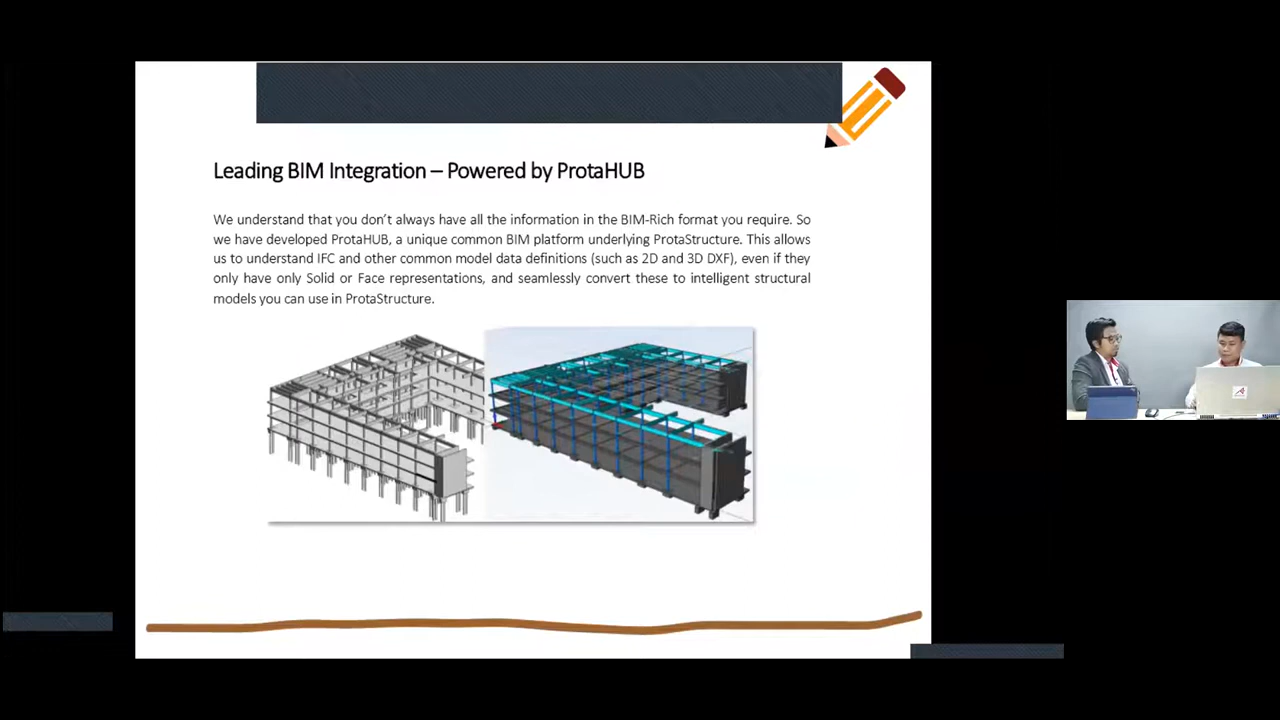 Leading BIM Integration – Powered by ProtaHUB
We understand that you don't always have all the information in the BIM-Rich format you require. So
we have developed ProtaHUB, a unique common BIM platform underlying ProtaStructure. This allows
us to understand IFC and other common model data definitions (such as 2D and 3D DXF), even if they
only have only Solid or Face representations, and seamlessly convert these to intelligent structural
models you can use in ProtaStructure.